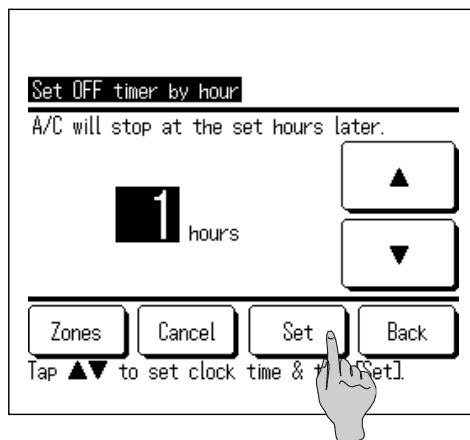 Set OFF timer by hour
A/C will stop at the set hours later.
▲
1 hours
▼
Zones Cancel Set Back
Tap ▲▼ to set clock time & [Set].